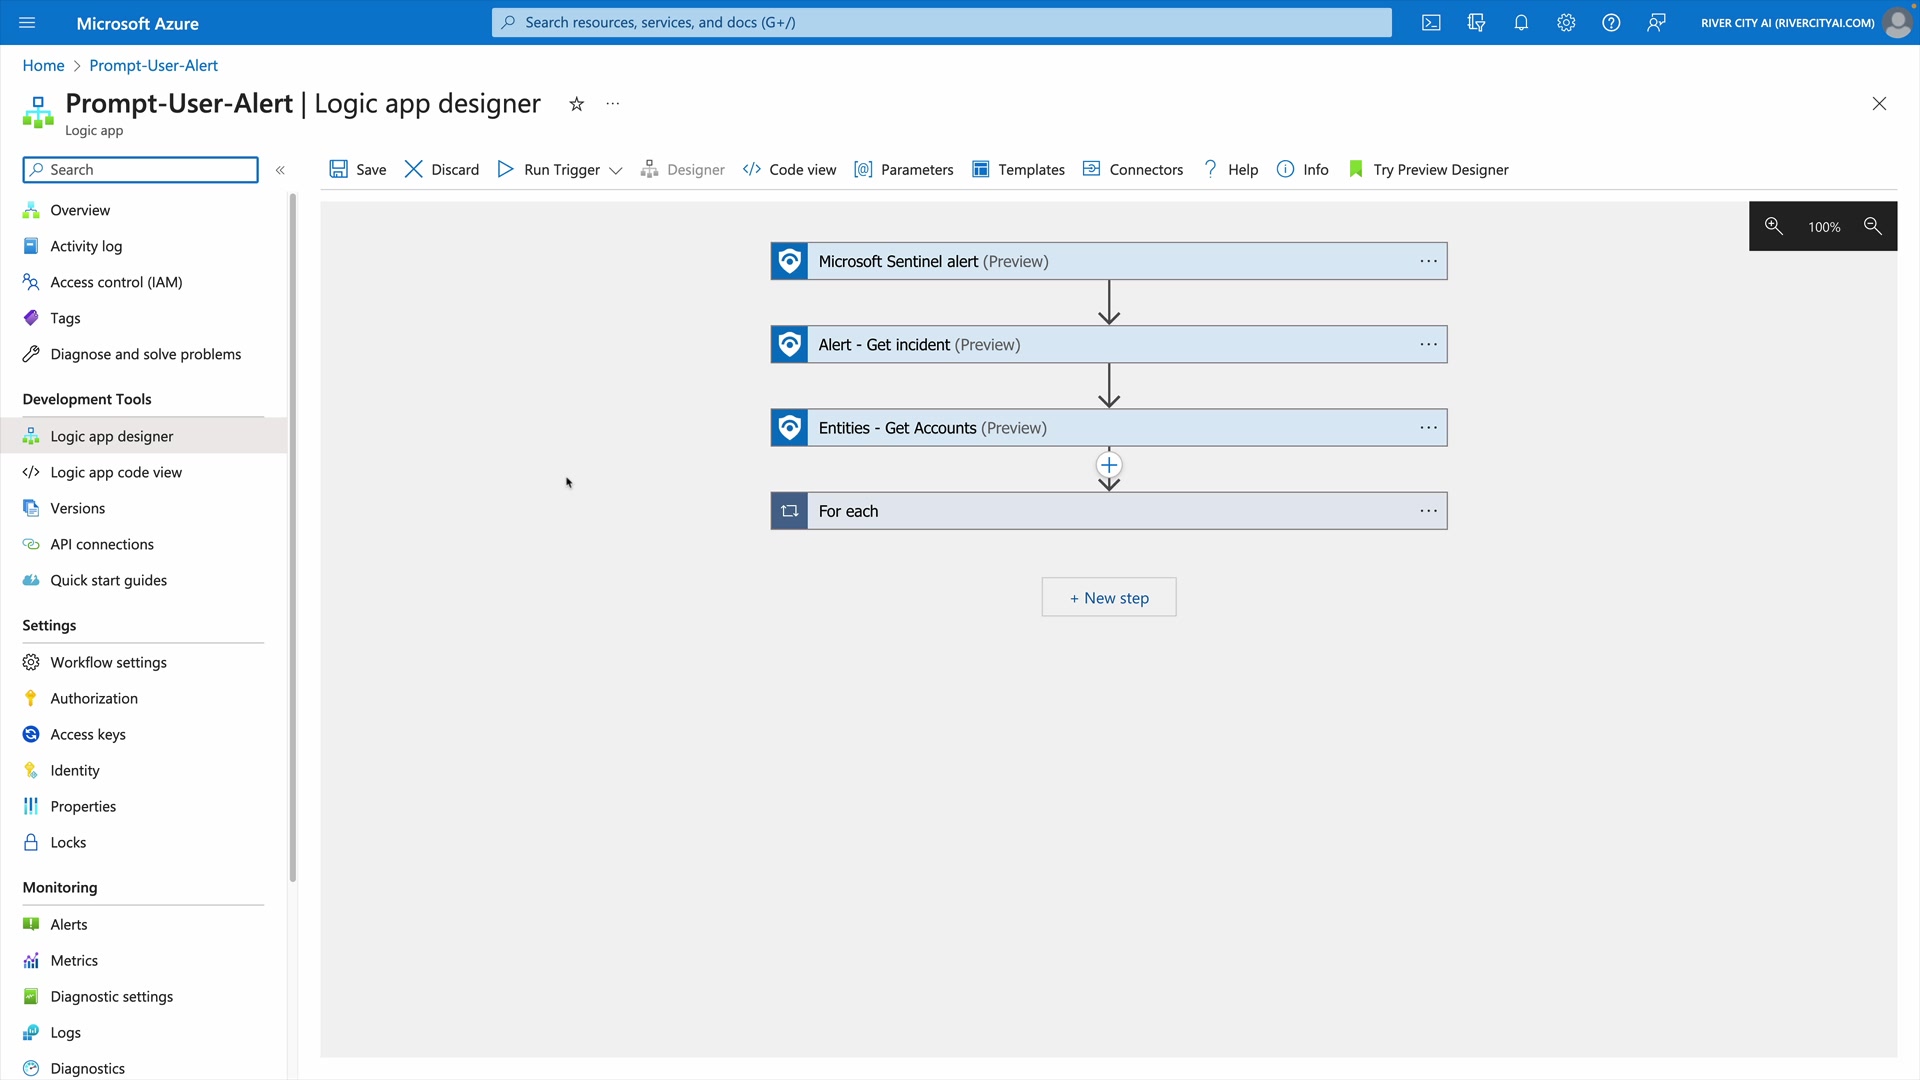 Microsoft Azure
Search resources, services, and docs (G+/)
RIVER CITY AI (RIVERCITYAI.COM)
Home > Prompt-User-Alert
Prompt-User-Alert | Logic app designer
Logic app
Search
Save
Discard
Run Trigger
Designer
Code view
Parameters
Templates
Connectors
Help
Info
Try Preview Designer
Overview
Activity log
Access control (IAM)
Tags
Diagnose and solve problems
Development Tools
Logic app designer
Logic app code view
Versions
API connections
Quick start guides
Settings
Workflow settings
Authorization
Access keys
Identity
Properties
Locks
Monitoring
Alerts
Metrics
Diagnostic settings
Logs
Diagnostics
100%
Microsoft Sentinel alert (Preview)
Alert - Get incident (Preview)
Entities - Get Accounts (Preview)
For each
+ New step